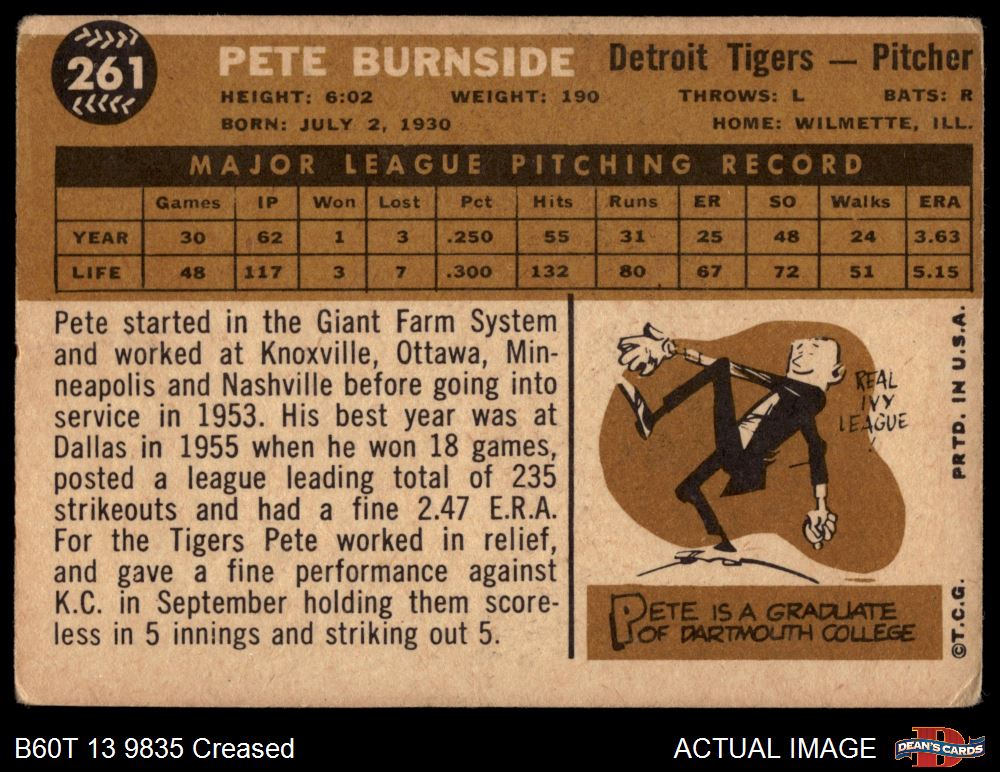 261
PETE BURNSIDE Detroit Tigers — Pitcher
HEIGHT: 6:02 WEIGHT: 190 THROWS: L BATS: R
BORN: JULY 2, 1930 HOME: WILMETTE, ILL.
MAJOR LEAGUE PITCHING RECORD
Games IP Won Lost Pct Hits Runs ER SO Walks ERA
YEAR 30 62 1 3 .250 55 31 25 48 24 3.63
LIFE 48 117 3 7 .300 132 80 67 72 51 5.15
Pete started in the Giant Farm System
and worked at Knoxville, Ottawa, Min-
neapolis and Nashville before going into
service in 1953. His best year was at
Dallas in 1955 when he won 18 games,
posted a league leading total of 235
strikeouts and had a fine 2.47 E.R.A.
For the Tigers Pete worked in relief,
and gave a fine performance against
K.C. in September holding them score-
less in 5 innings and striking out 5.
REAL
IVY
LEAGUE
!
PETE IS A GRADUATE
OF DARTMOUTH COLLEGE
©T.C.G. PRTD. IN U.S.A.
B60T 13 9835 Creased
ACTUAL IMAGE
DEAN'S CARDS